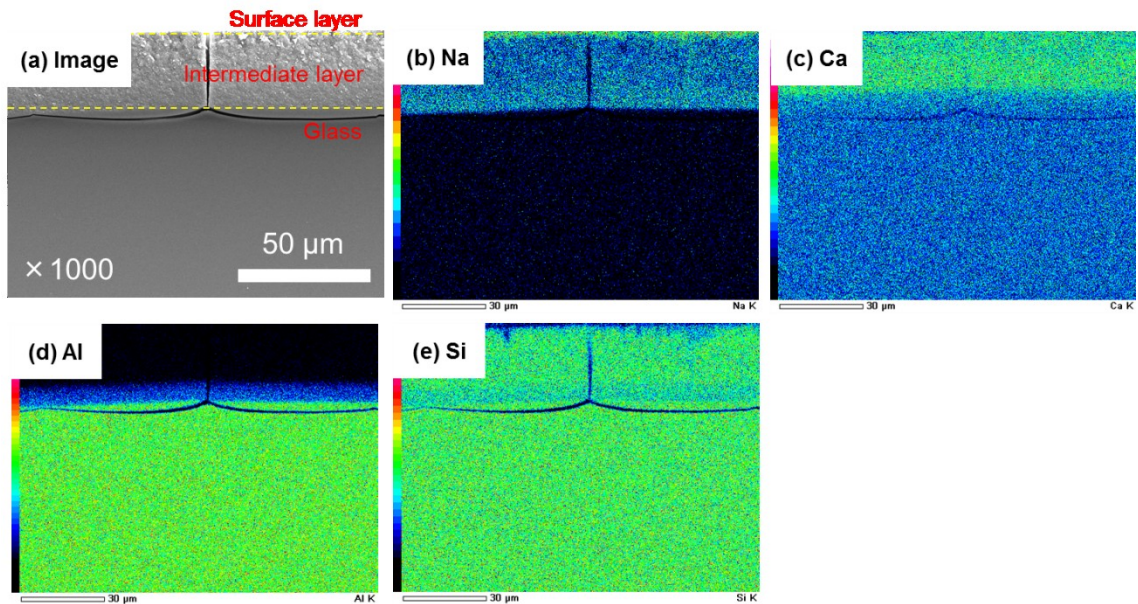 Surface layer
(a) Image
Intermediate layer
Glass
50 μm
× 1000
(b) Na
30 μm
Na K
(c) Ca
30 μm
Ca K
(d) Al
30 μm
Al K
(e) Si
30 μm
Si K